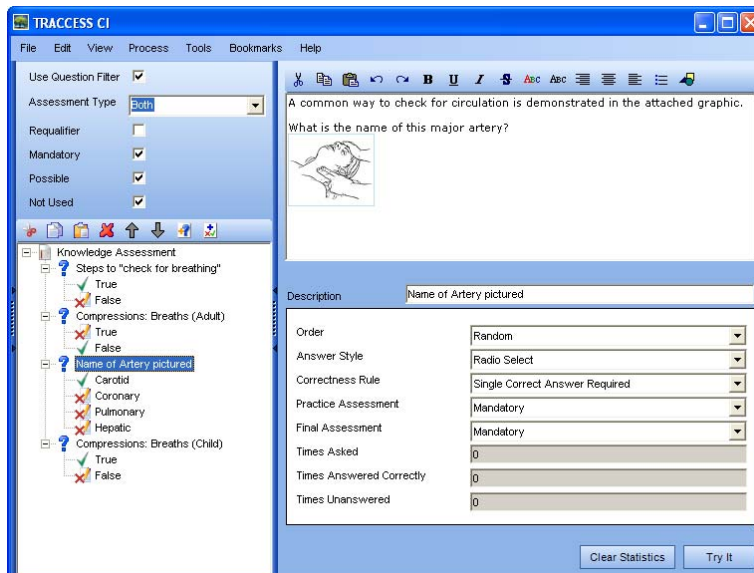 TRACCESS CI
File Edit View Process Tools Bookmarks Help
Use Question Filter
Assessment Type Both
Requalifier
Mandatory
Possible
Not Used
Knowledge Assessment
Steps to "check for breathing"
True
False
Compressions: Breaths (Adult)
True
False
Name of Artery pictured
Carotid
Coronary
Pulmonary
Hepatic
Compressions: Breaths (Child)
True
False
B U I S ABC ABC
A common way to check for circulation is demonstrated in the attached graphic.
What is the name of this major artery?
Description Name of Artery pictured
Order Random
Answer Style Radio Select
Correctness Rule Single Correct Answer Required
Practice Assessment Mandatory
Final Assessment Mandatory
Times Asked 0
Times Answered Correctly 0
Times Unanswered 0
Clear Statistics Try It